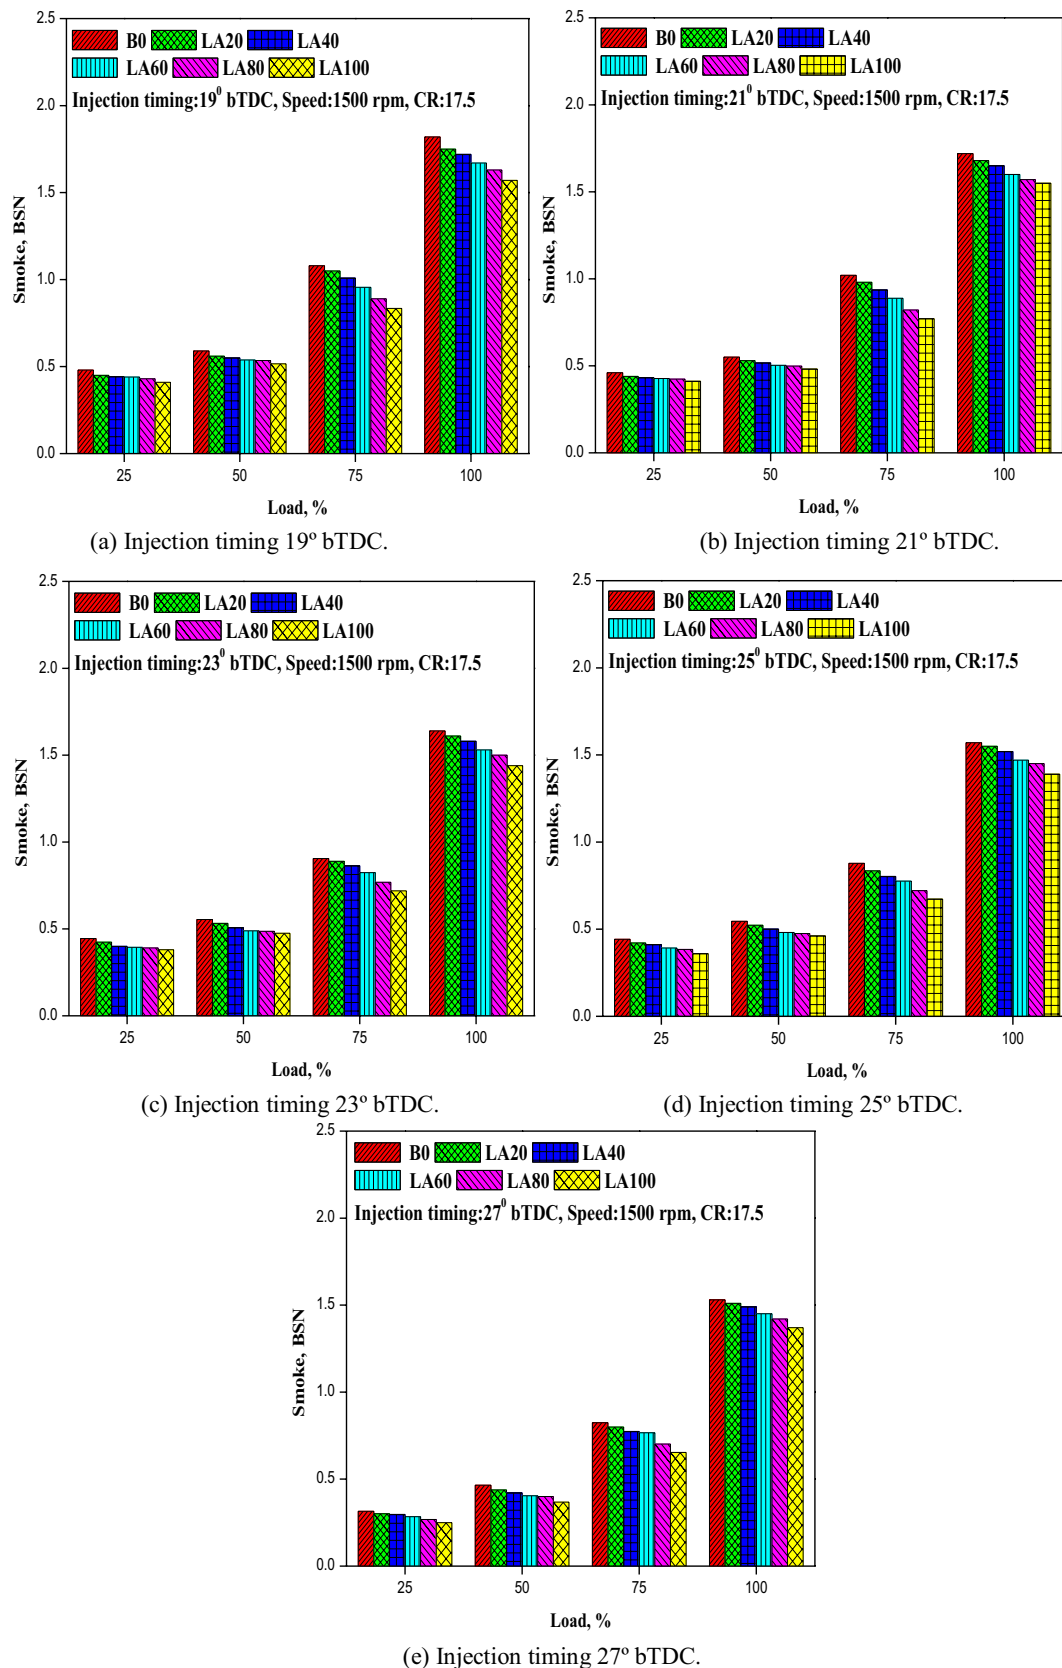 2.5
2.0
1.5
1.0
0.5
0.0
Smoke, BSN
B0 LA20 LA40
LA60 LA80 LA100
Injection timing:19⁰ bTDC, Speed:1500 rpm, CR:17.5
25 50 75 100
Load, %
(a) Injection timing 19º bTDC.
2.5
2.0
1.5
1.0
0.5
0.0
Smoke, BSN
B0 LA20 LA40
LA60 LA80 LA100
Injection timing:21⁰ bTDC, Speed:1500 rpm, CR:17.5
25 50 75 100
Load, %
(b) Injection timing 21º bTDC.
2.5
2.0
1.5
1.0
0.5
0.0
Smoke, BSN
B0 LA20 LA40
LA60 LA80 LA100
Injection timing:23⁰ bTDC, Speed:1500 rpm, CR:17.5
25 50 75 100
Load, %
(c) Injection timing 23º bTDC.
2.5
2.0
1.5
1.0
0.5
0.0
Smoke, BSN
B0 LA20 LA40
LA60 LA80 LA100
Injection timing:25⁰ bTDC, Speed:1500 rpm, CR:17.5
25 50 75 100
Load, %
(d) Injection timing 25º bTDC.
2.5
2.0
1.5
1.0
0.5
0.0
Smoke, BSN
B0 LA20 LA40
LA60 LA80 LA100
Injection timing:27⁰ bTDC, Speed:1500 rpm, CR:17.5
25 50 75 100
Load, %
(e) Injection timing 27º bTDC.